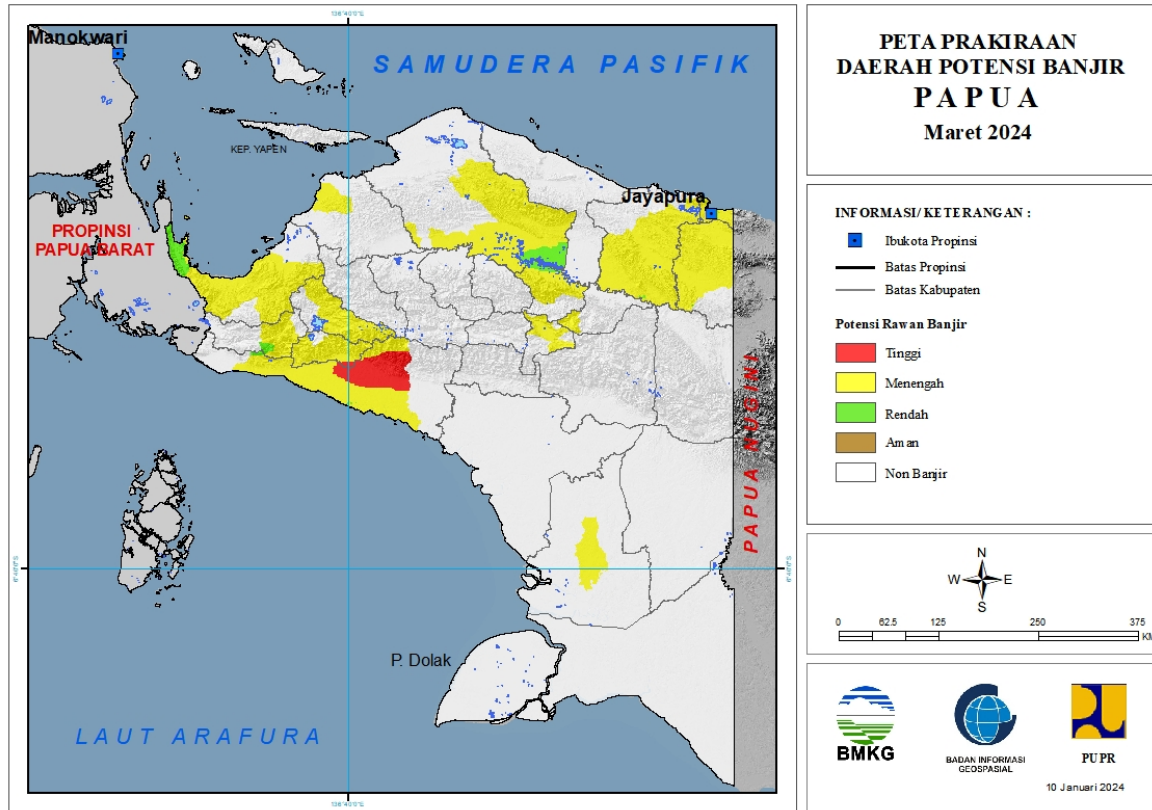 PETA PRAKIRAAN
DAERAH POTENSI BANJIR
PAPUA
Maret 2024
INFORMASI/ KETERANGAN :
Ibukota Propinsi
Batas Propinsi
Batas Kabupaten
Potensi Rawan Banjir
Tinggi
Menengah
Rendah
Aman
Non Banjir
N
W E
S
0 62.5 125 250 375
KM
BMKG
BADAN INFORMASI
GEOSPASIAL
PUPR
10 Januari 2024
Manokwari
SAMUDERA PASIFIK
KEP. YAPEN
Jayapura
PROPINSI
PAPUA BARAT
PAPUA NUGINI
P. Dolak
LAUT ARAFURA